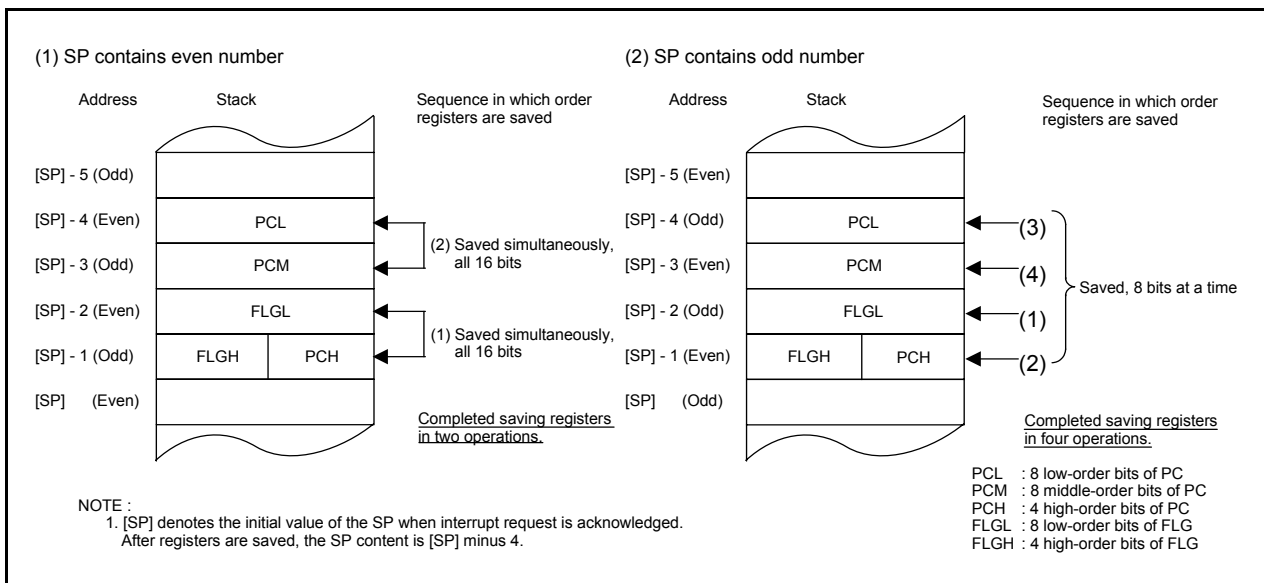 (1) SP contains even number
Address Stack Sequence in which order
registers are saved
[SP] - 5 (Odd)
[SP] - 4 (Even) PCL
(2) Saved simultaneously,
all 16 bits
[SP] - 3 (Odd) PCM
[SP] - 2 (Even) FLGL
(1) Saved simultaneously,
all 16 bits
[SP] - 1 (Odd) FLGH PCH
[SP] (Even)
Completed saving registers
in two operations.
(2) SP contains odd number
Address Stack Sequence in which order
registers are saved
[SP] - 5 (Even)
[SP] - 4 (Odd) PCL (3)
[SP] - 3 (Even) PCM (4)
Saved, 8 bits at a time
[SP] - 2 (Odd) FLGL (1)
[SP] - 1 (Even) FLGH PCH (2)
[SP] (Odd)
Completed saving registers
in four operations.
PCL : 8 low-order bits of PC
PCM : 8 middle-order bits of PC
PCH : 4 high-order bits of PC
FLGL : 8 low-order bits of FLG
FLGH : 4 high-order bits of FLG
NOTE :
1. [SP] denotes the initial value of the SP when interrupt request is acknowledged.
After registers are saved, the SP content is [SP] minus 4.